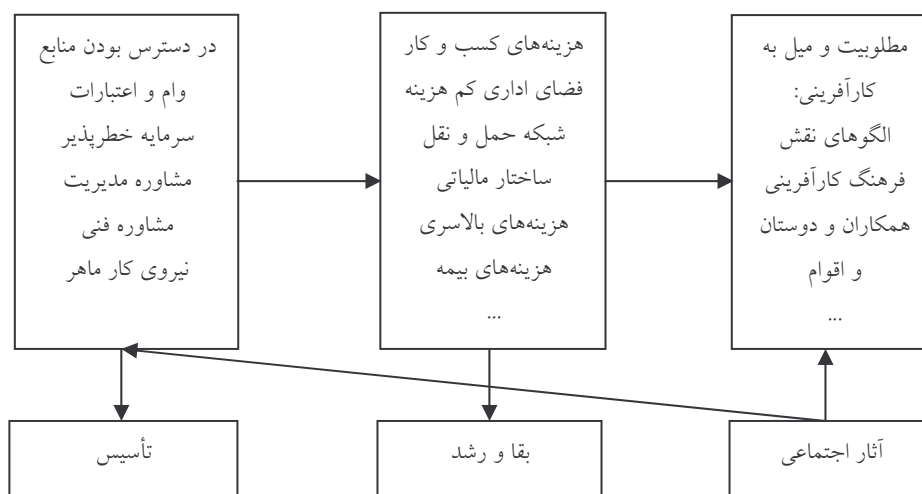 مطلوبیت و میل به
کارآفرینی:
الگوهای نقش
فرهنگ کارآفرینی
همکاران و دوستان
و اقوام
...
هزینه‌های کسب و کار
فضای اداری کم هزینه
شبکه حمل و نقل
ساختار مالیاتی
هزینه‌های بالاسری
هزینه‌های بیمه
...
در دسترس بودن منابع
وام و اعتبارات
سرمایه خطرپذیر
مشاوره مدیریت
مشاوره فنی
نیروی کار ماهر
آثار اجتماعی
بقا و رشد
تأسیس